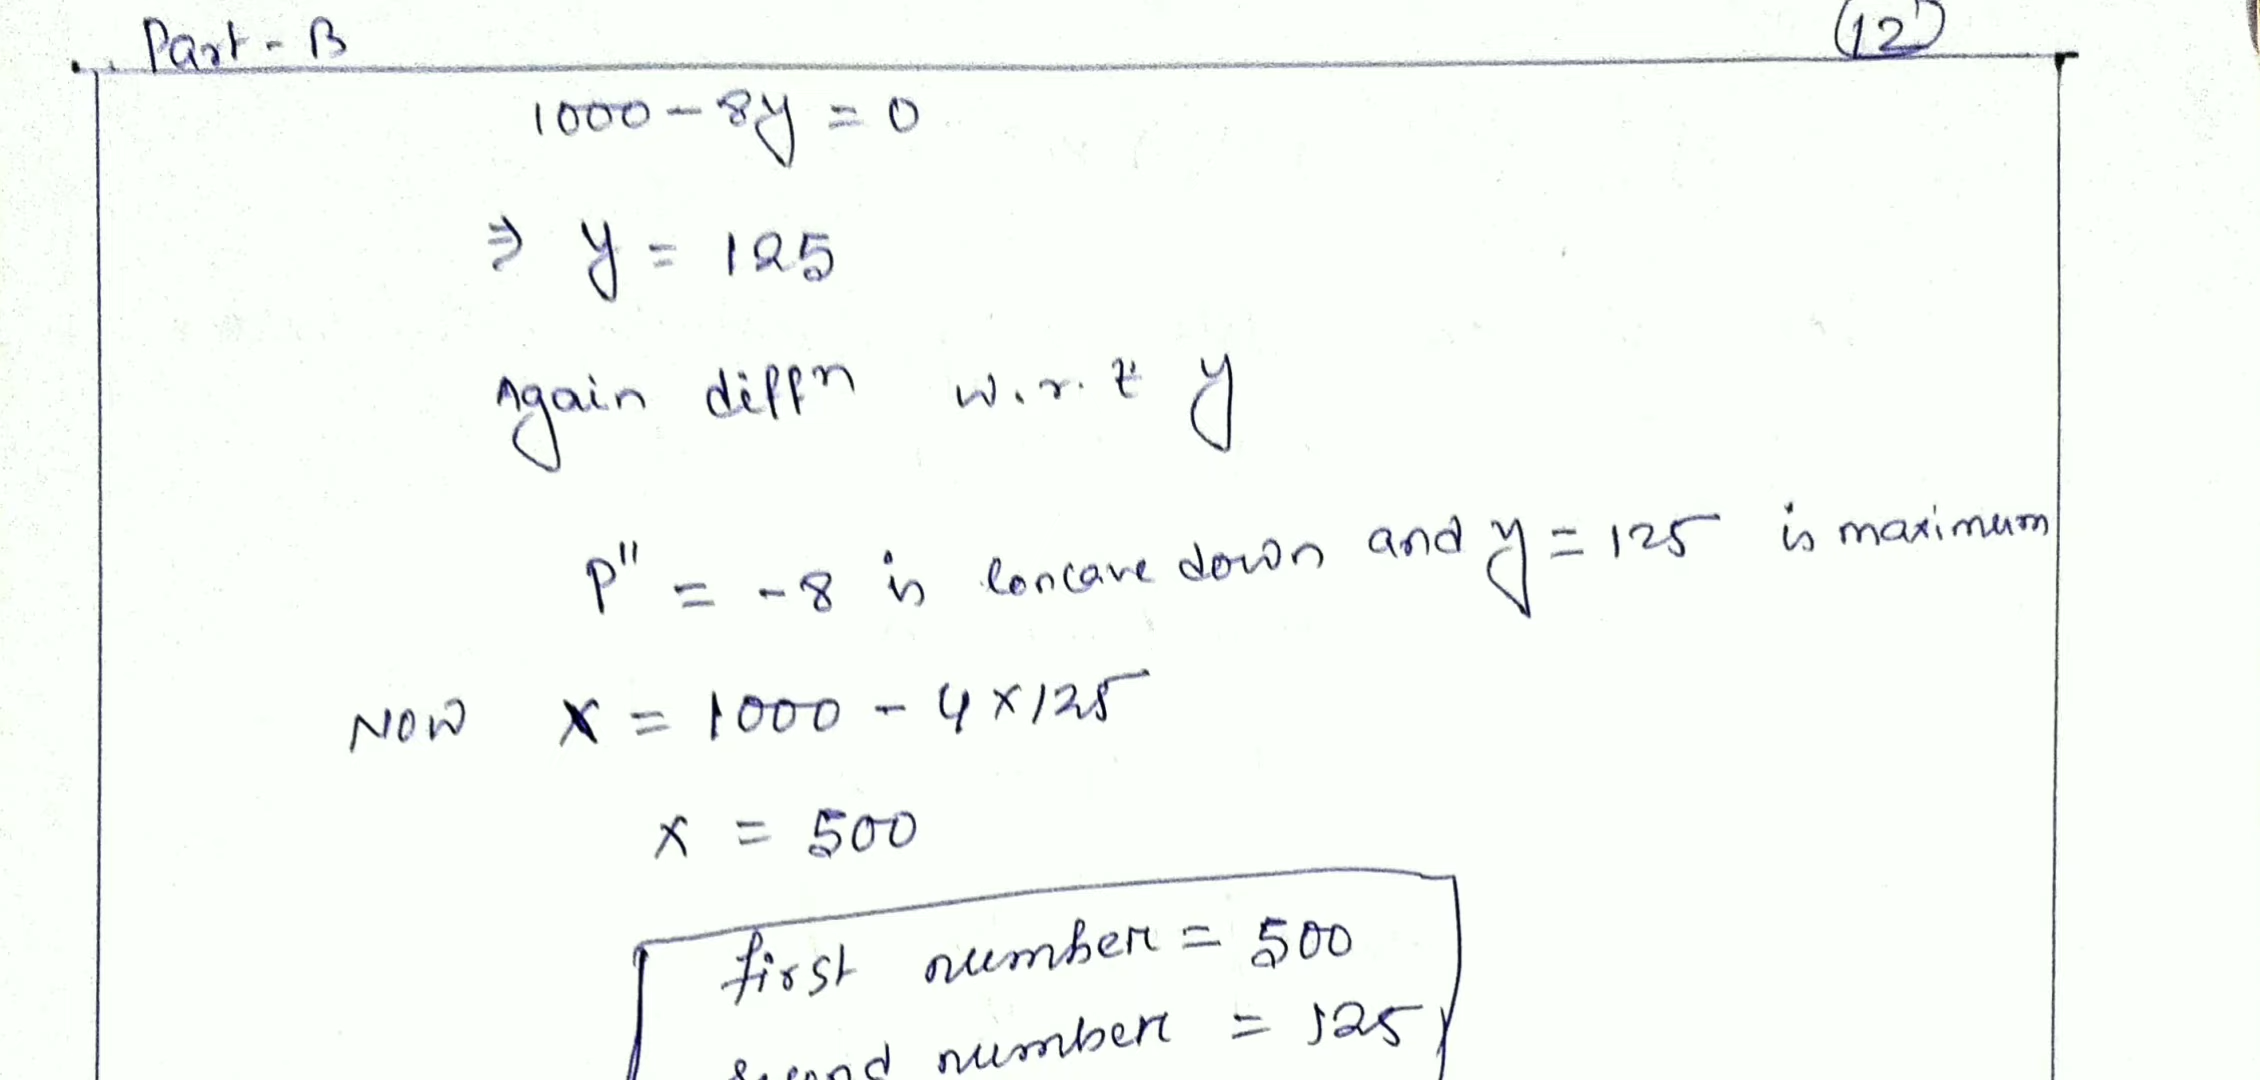 Part-B (12)
1000-8y = 0
⇒ y = 125
Again diffn w.r.t y
P" = -8 is concave down and y = 125 is maximum
NOW x = 1000 - 4×125
x = 500
first number = 500
second number = 125